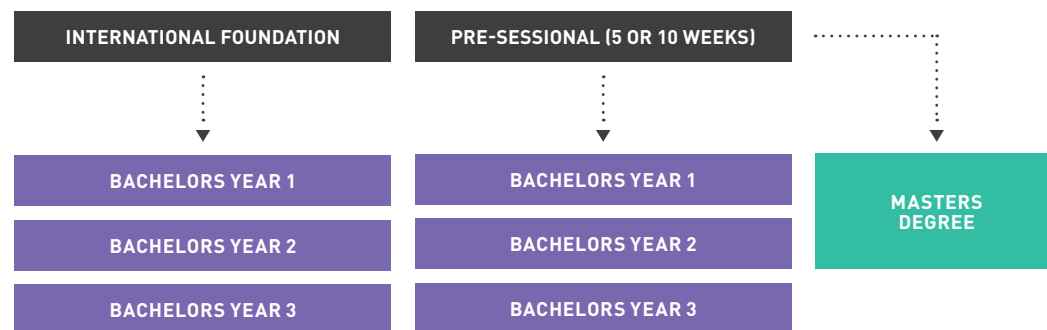 INTERNATIONAL FOUNDATION
PRE-SESSIONAL (5 OR 10 WEEKS)
BACHELORS YEAR 1
BACHELORS YEAR 1
MASTERS
DEGREE
BACHELORS YEAR 2
BACHELORS YEAR 2
BACHELORS YEAR 3
BACHELORS YEAR 3